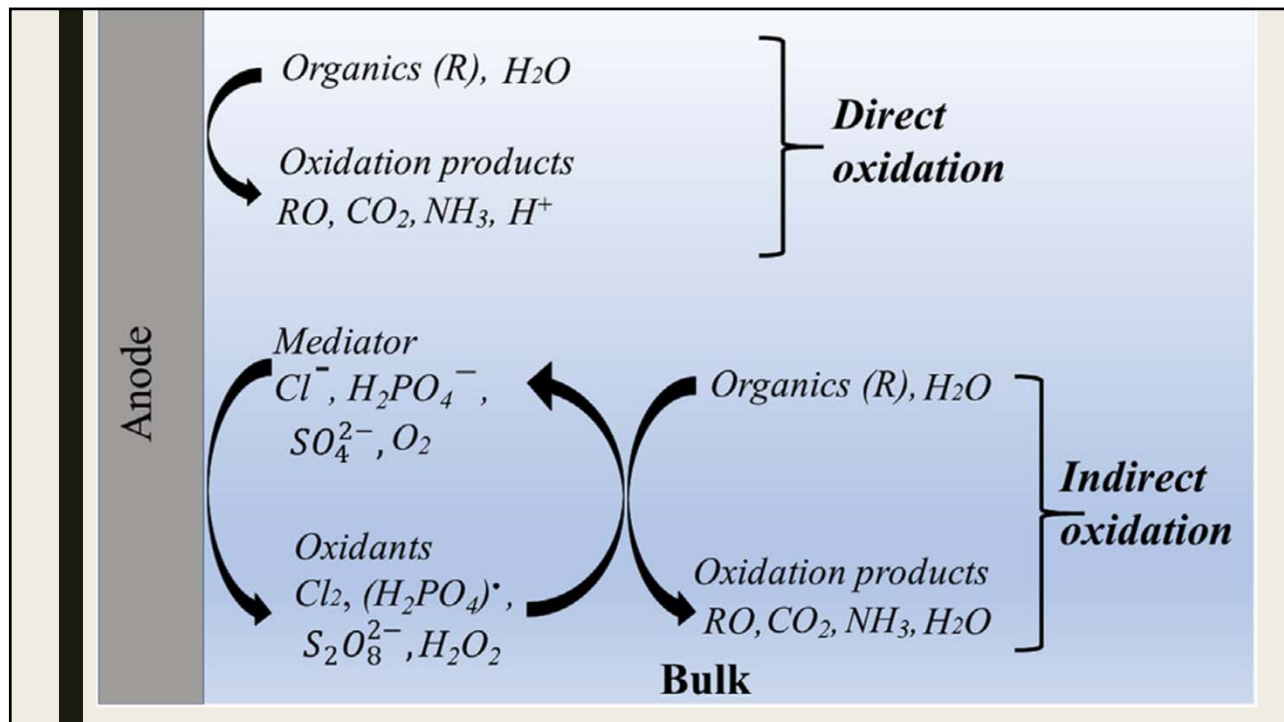 Organics (R), H₂O
Oxidation products
RO, CO₂, NH₃, H⁺
Direct
oxidation
Anode
Mediator
Cl⁻, H₂PO₄⁻,
SO₄²⁻, O₂
Oxidants
Cl₂, (H₂PO₄)•,
S₂O₈²⁻, H₂O₂
Organics (R), H₂O
Oxidation products
RO, CO₂, NH₃, H₂O
Indirect
oxidation
Bulk